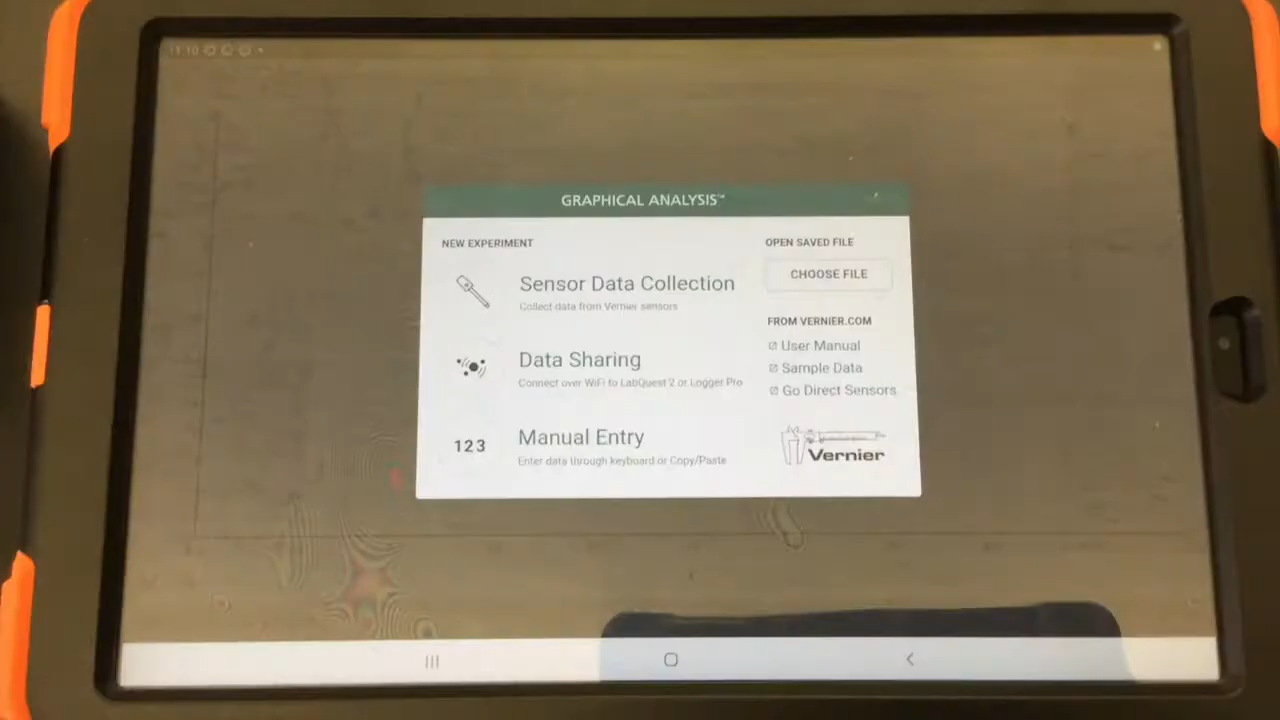 11:10
GRAPHICAL ANALYSIS™
NEW EXPERIMENT
Sensor Data Collection
Collect data from Vernier sensors
Data Sharing
Connect over WiFi to LabQuest 2 or Logger Pro
123
Manual Entry
Enter data through keyboard or Copy/Paste
OPEN SAVED FILE
CHOOSE FILE
FROM VERNIER.COM
User Manual
Sample Data
Go Direct Sensors
Vernier